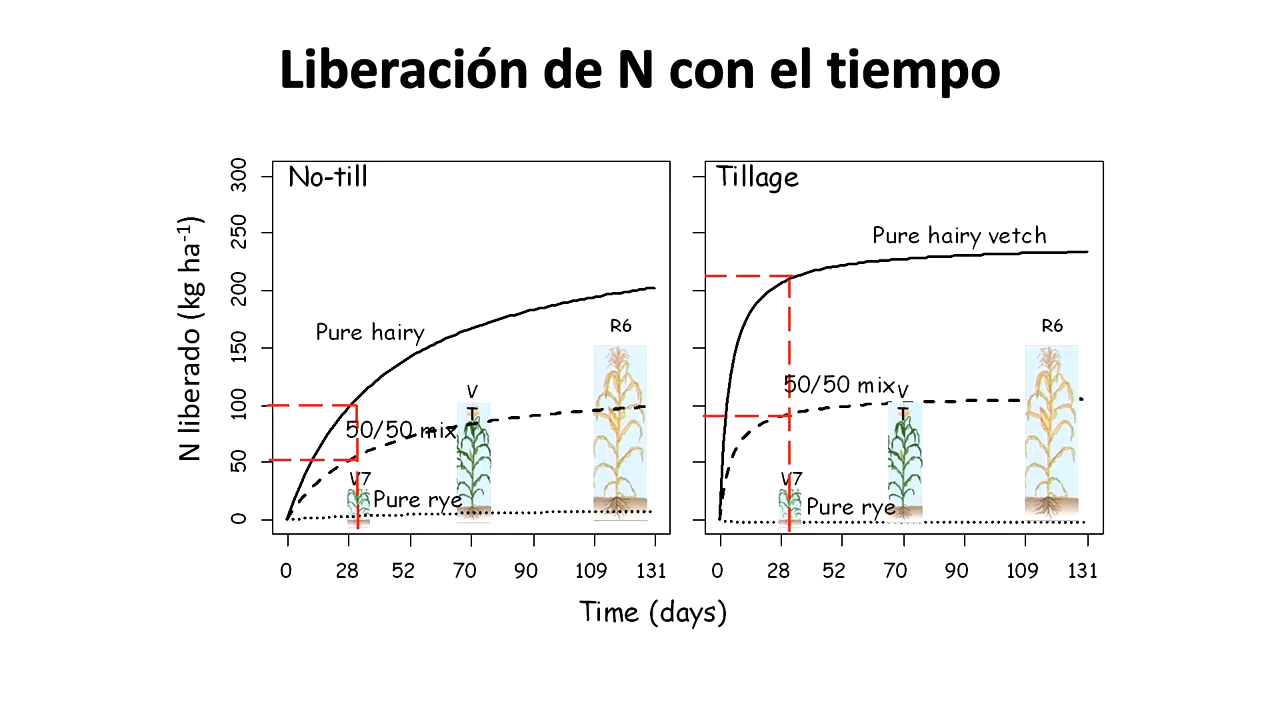 Liberación de N con el tiempo
No-till
Tillage
N liberado (kg ha-1)
300
250
200
150
100
50
0
Pure hairy
50/50 mix
Pure rye
V7
V
T
R6
Pure hairy vetch
50/50 mix
Pure rye
V7
V
T
R6
0 28 52 70 90 109 131
0 28 52 70 90 109 131
Time (days)